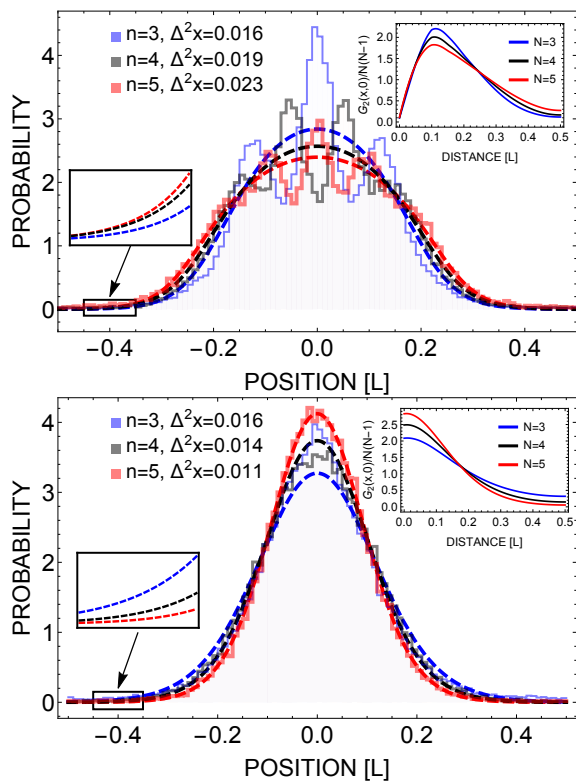 n=3, Δ²x=0.016
n=4, Δ²x=0.019
n=5, Δ²x=0.023
N=3
N=4
N=5
G₂(x,0)/N(N−1)
2.0
1.5
1.0
0.5
0.0
0.0 0.1 0.2 0.3 0.4 0.5
DISTANCE [L]
PROBABILITY
4
3
2
1
0
−0.4 −0.2 0.0 0.2 0.4
POSITION [L]
n=3, Δ²x=0.016
n=4, Δ²x=0.014
n=5, Δ²x=0.011
N=3
N=4
N=5
G₂(x,0)/N(N−1)
2.5
2.0
1.5
1.0
0.5
0.0
0.0 0.1 0.2 0.3 0.4 0.5
DISTANCE [L]
PROBABILITY
4
3
2
1
0
−0.4 −0.2 0.0 0.2 0.4
POSITION [L]